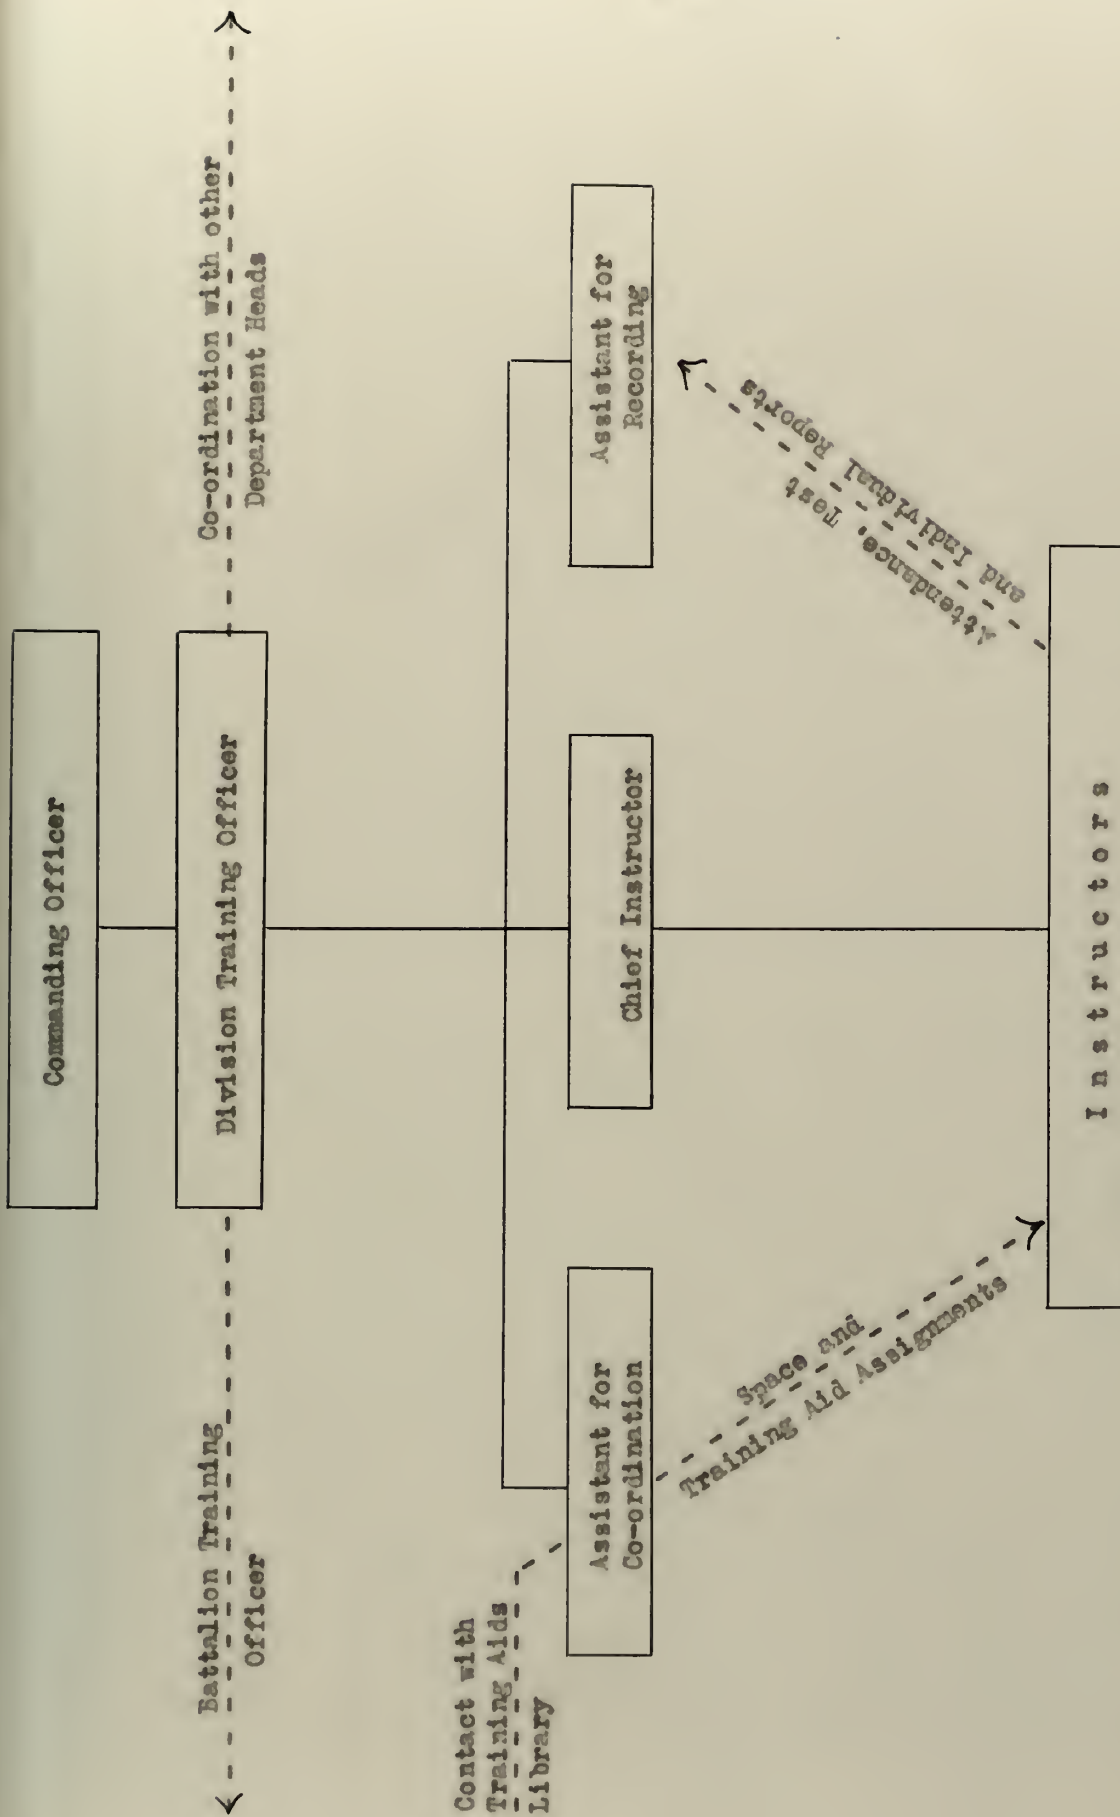 Commanding Officer
Battalion Training
Officer
Division Training Officer
Co-ordination with other
Department Heads
Contact with
Training Aids
Library
Assistant for
Co-ordination
Chief Instructor
Assistant for
Recording
Space and
Training Aid Assignments
Attendance, Test
and Individual Reports
Instructors